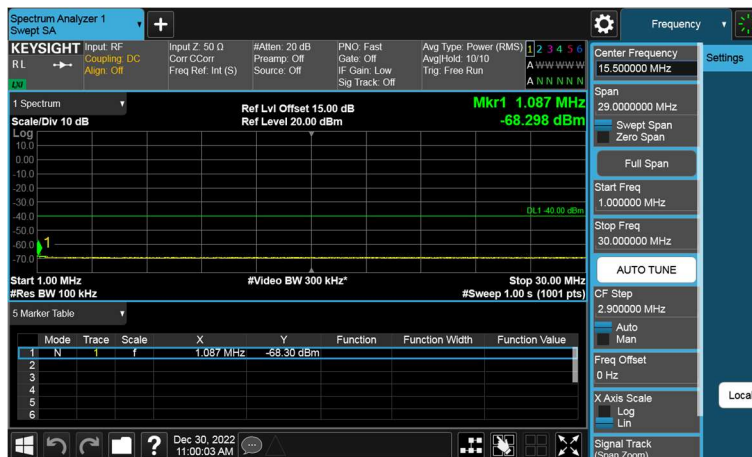 Spectrum Analyzer 1
Swept SA
+
Frequency
KEYSIGHT
RL
LXI
Input: RF
Coupling: DC
Align: Off
Input Z: 50 Ω
Corr CCorr
Freq Ref: Int (S)
#Atten: 20 dB
Preamp: Off
Source: Off
PNO: Fast
Gate: Off
IF Gain: Low
Sig Track: Off
Avg Type: Power (RMS)
Avg|Hold: 10/10
Trig: Free Run
1 2 3 4 5 6
A W W W W W
A N N N N N
1 Spectrum
Scale/Div 10 dB
Ref Lvl Offset 15.00 dB
Ref Level 20.00 dBm
Mkr1 1.087 MHz
-68.298 dBm
Log
10.0
0.00
-10.0
-20.0
-30.0
-40.0
-50.0
-60.0
-70.0
1
DL1 -40.00 dBm
Start 1.00 MHz
#Res BW 100 kHz
#Video BW 300 kHz*
Stop 30.00 MHz
#Sweep 1.00 s (1001 pts)
5 Marker Table
Mode Trace Scale X Y Function Function Width Function Value
1 N 1 f 1.087 MHz -68.30 dBm
2
3
4
5
6
Dec 30, 2022
11:00:03 AM
?
Center Frequency
15.500000 MHz
Settings
Span
29.0000000 MHz
Swept Span
Zero Span
Full Span
Start Freq
1.000000 MHz
Stop Freq
30.000000 MHz
AUTO TUNE
CF Step
2.900000 MHz
Auto
Man
Freq Offset
0 Hz
X Axis Scale
Log
Lin
Local
Signal Track
(Span Zoom)